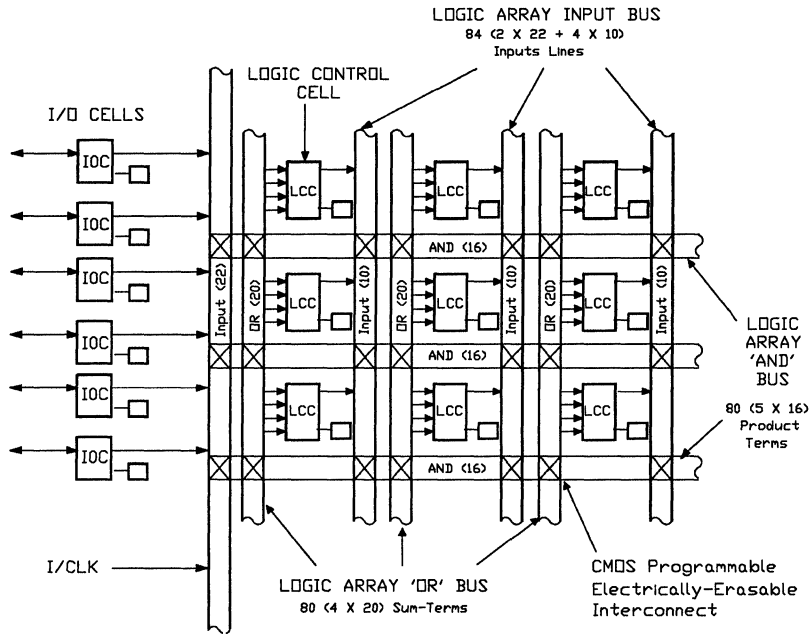 LOGIC ARRAY INPUT BUS
84 (2 X 22 + 4 X 10)
Inputs Lines
LOGIC CONTROL
CELL
I/O CELLS
IOC
IOC
IOC
IOC
IOC
IOC
I/CLK
LCC
LCC
LCC
AND (16)
Input (22)
OR (20)
LCC
Input (10)
OR (20)
LCC
Input (10)
OR (20)
LCC
Input (10)
AND (16)
LCC
LCC
LCC
AND (16)
LOGIC
ARRAY
'AND'
BUS
80 (5 X 16)
Product
Terms
LOGIC ARRAY 'OR' BUS
80 (4 X 20) Sum-Terms
CMOS Programmable
Electrically-Erasable
Interconnect